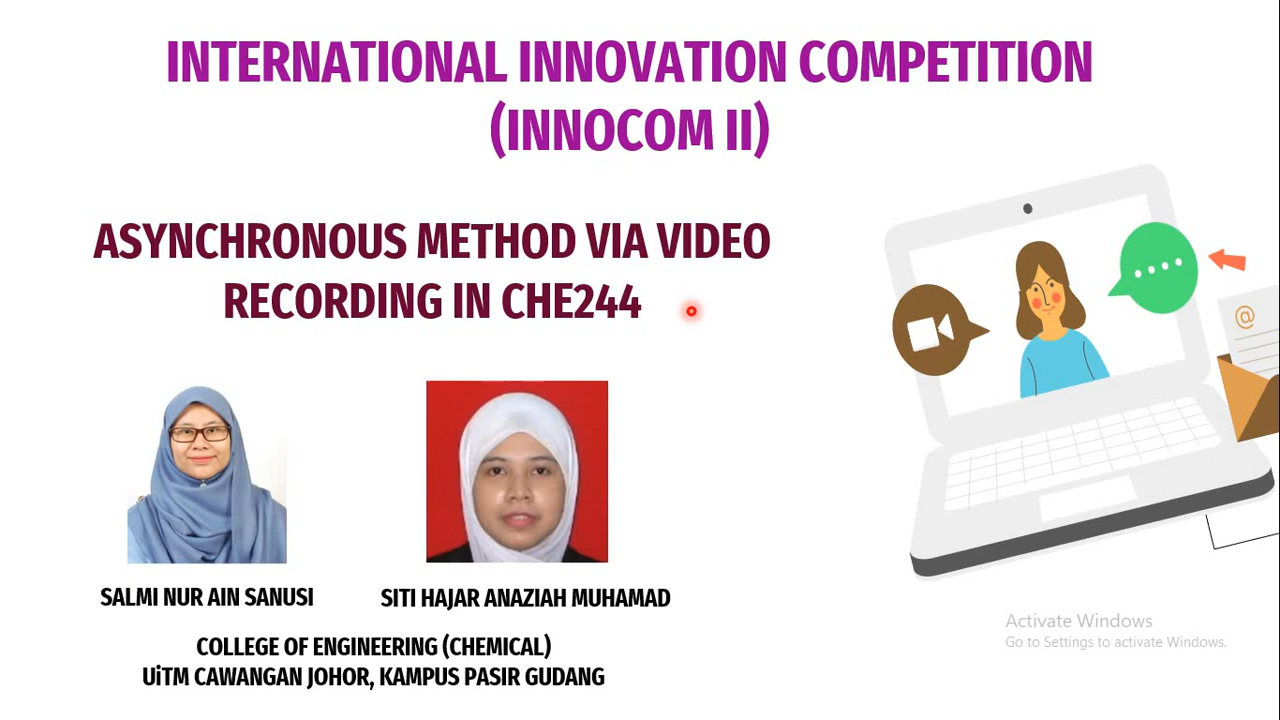 INTERNATIONAL INNOVATION COMPETITION
(INNOCOM II)
ASYNCHRONOUS METHOD VIA VIDEO
RECORDING IN CHE244
@
SALMI NUR AIN SANUSI
SITI HAJAR ANAZIAH MUHAMAD
COLLEGE OF ENGINEERING (CHEMICAL)
UiTM CAWANGAN JOHOR, KAMPUS PASIR GUDANG
Activate Windows
Go to Settings to activate Windows.